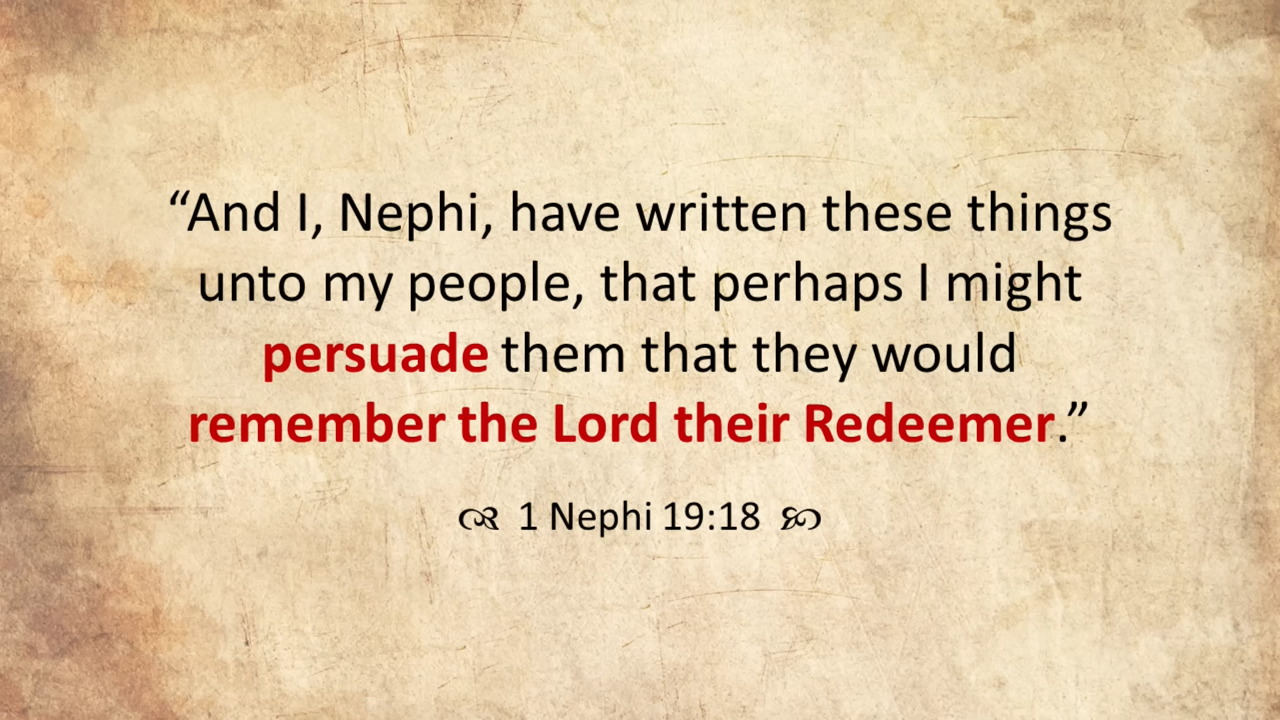 “And I, Nephi, have written these things
unto my people, that perhaps I might
persuade them that they would
remember the Lord their Redeemer.”
1 Nephi 19:18